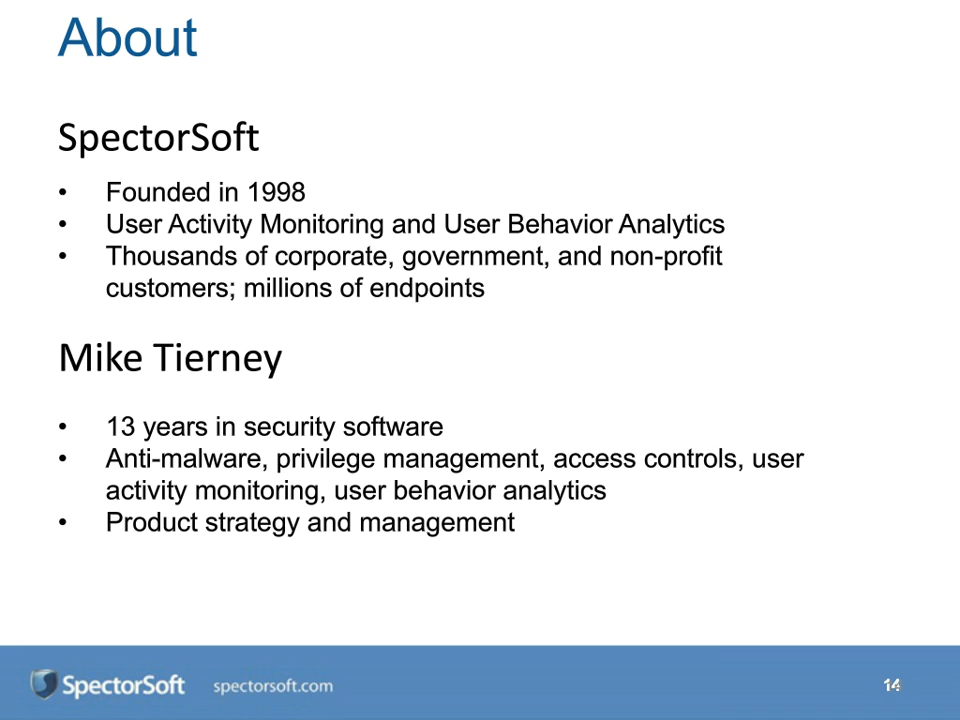 About
SpectorSoft
• Founded in 1998
• User Activity Monitoring and User Behavior Analytics
• Thousands of corporate, government, and non-profit
customers; millions of endpoints
Mike Tierney
• 13 years in security software
• Anti-malware, privilege management, access controls, user
activity monitoring, user behavior analytics
• Product strategy and management
SpectorSoft spectorsoft.com 14